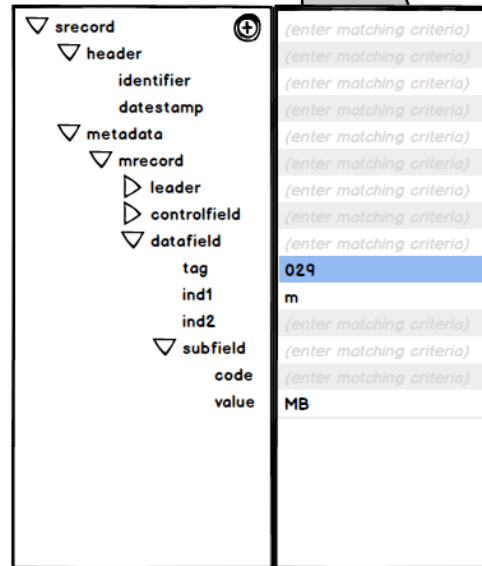 srecord (enter matching criteria)
header (enter matching criteria)
identifier (enter matching criteria)
datestamp (enter matching criteria)
metadata (enter matching criteria)
mrecord (enter matching criteria)
leader (enter matching criteria)
controlfield (enter matching criteria)
datafield (enter matching criteria)
tag 029
ind1 m
ind2 (enter matching criteria)
subfield (enter matching criteria)
code (enter matching criteria)
value MB